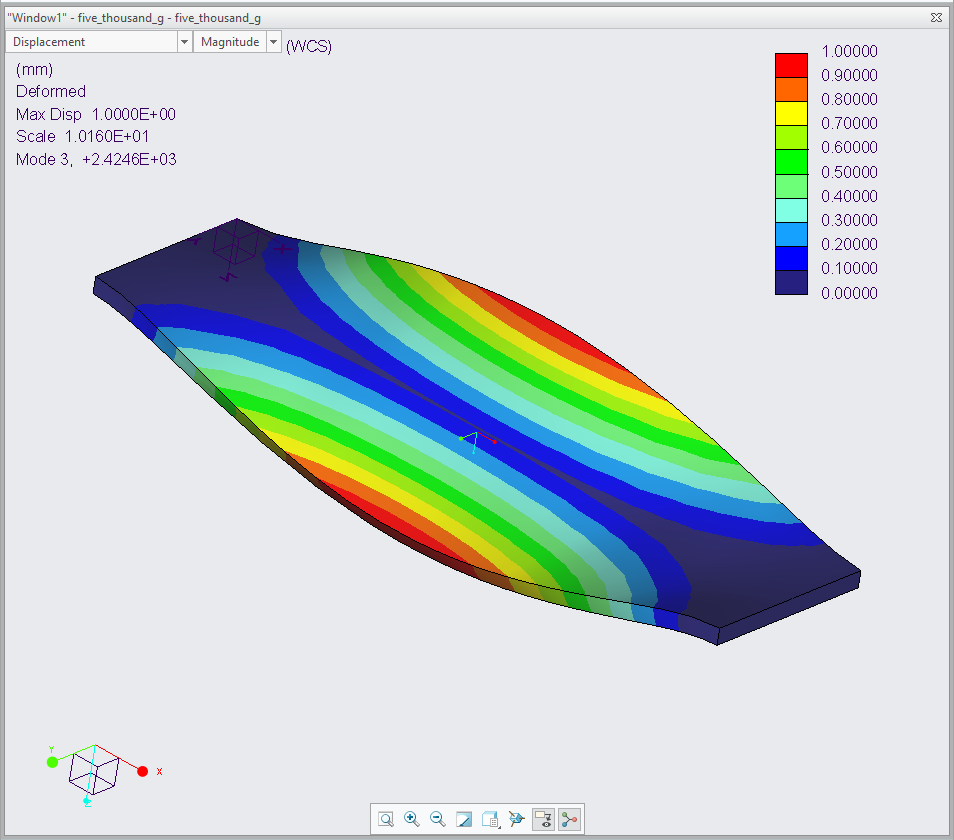 "Window1" - five_thousand_g - five_thousand_g
Displacement Magnitude (WCS)
(mm)
Deformed
Max Disp 1.0000E+00
Scale 1.0160E+01
Mode 3, +2.4246E+03
1.00000
0.90000
0.80000
0.70000
0.60000
0.50000
0.40000
0.30000
0.20000
0.10000
0.00000
Y
X